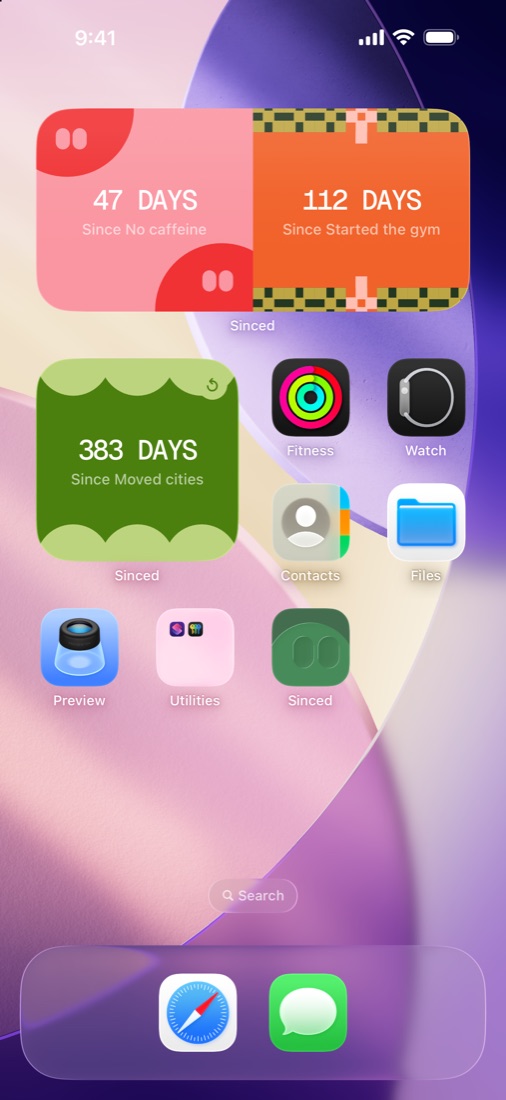 9:41
47 DAYS
Since No caffeine
112 DAYS
Since Started the gym
Sinced
383 DAYS
Since Moved cities
Sinced
Fitness
Watch
Contacts
Files
Preview
Utilities
Sinced
Search